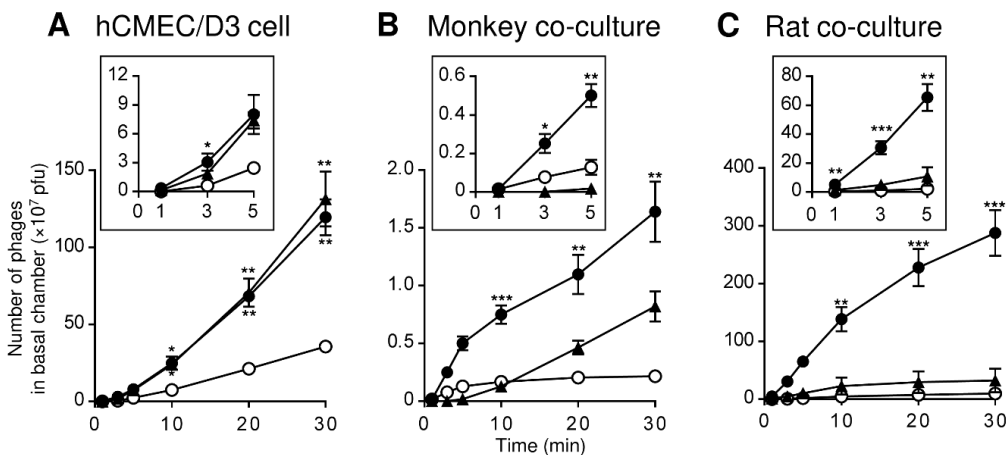 A hCMEC/D3 cell
B Monkey co-culture
C Rat co-culture
Number of phages
in basal chamber (×10⁷ pfu)
150
100
50
0
0 10 20 30
12
9
6
3
0
0 1 3 5
*
* *
* *
** **
** **
2.0
1.5
1.0
0.5
0
0 10 20 30
Time (min)
0.6
0.4
0.2
0
0 1 3 5
* **
*** ** **
400
300
200
100
0
0 10 20 30
80
60
40
20
0
0 1 3 5
** *** **
** *** ***